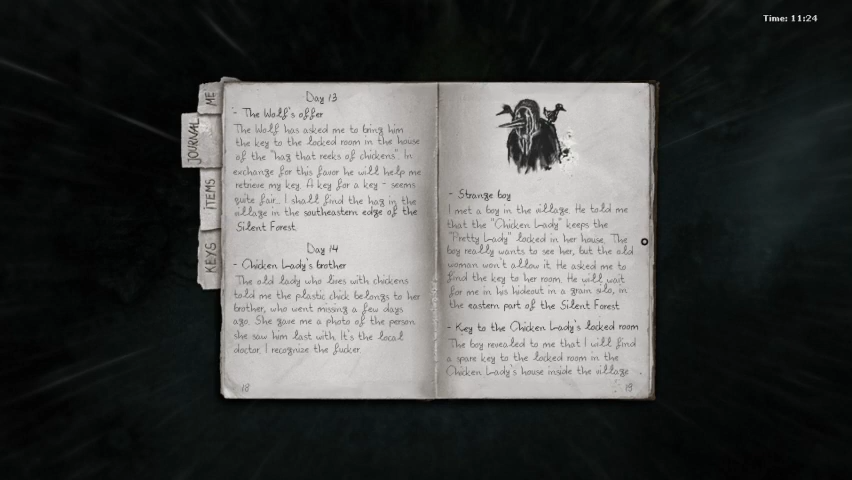 Time: 11:24
ME
JOURNAL
ITEMS
KEYS
Day 13
- The Wolf's offer
The Wolf has asked me to bring him
the key to the locked room in the house
of the "hag that reeks of chickens". In
exchange for this favor he will help me
retrieve my key. A key for a key - seems
quite fair... I shall find the hag in the
village in the southeastern edge of the
Silent Forest.
Day 14
- Chicken Lady's brother
The old lady who lives with chickens
told me the plastic chick belongs to her
brother, who went missing a few days
ago. She gave me a photo of the person
she saw him last with. It's the local
doctor. I recognize the fucker.
18
- Strange boy
I met a boy in the village. He told me
that the "Chicken Lady" keeps the
"Pretty Lady" locked in her house. The
boy really wants to see her, but the old
woman won't allow it. He asked me to
find the key to her room. He will wait
for me in his hideout in a grain silo, in
the eastern part of the Silent Forest
- Key to the Chicken Lady's locked room
The boy revealed to me that I will find
a spare key to the locked room in the
Chicken Lady's house inside the village
19